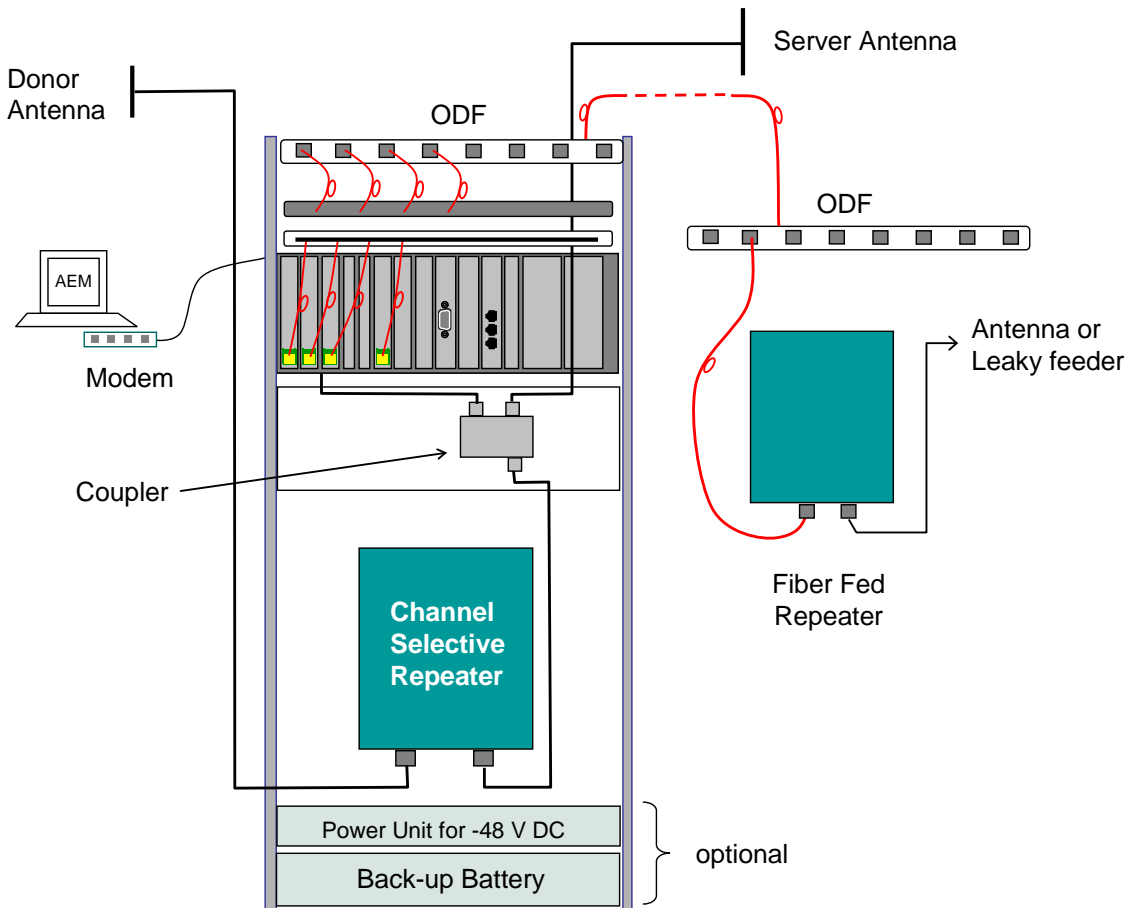 Server Antenna
Donor
Antenna
ODF
ODF
AEM
Modem
Antenna or
Leaky feeder
Coupler
Fiber Fed
Repeater
Channel
Selective
Repeater
Power Unit for -48 V DC
optional
Back-up Battery